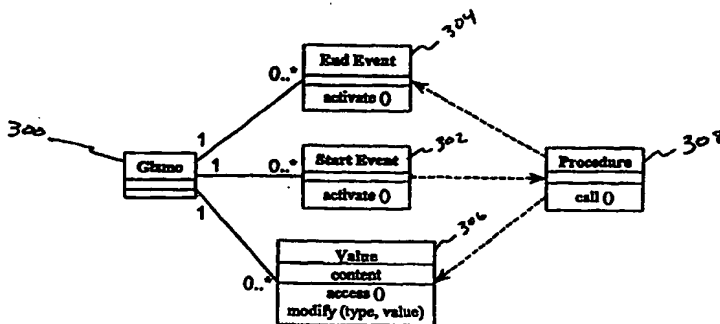 304
End Event
0..*
activate ()
300
1
302
308
Gizmo
1
0..*
Start Event
Procedure
activate ()
call ()
1
306
Value
content
0..*
access ()
modify (type, value)